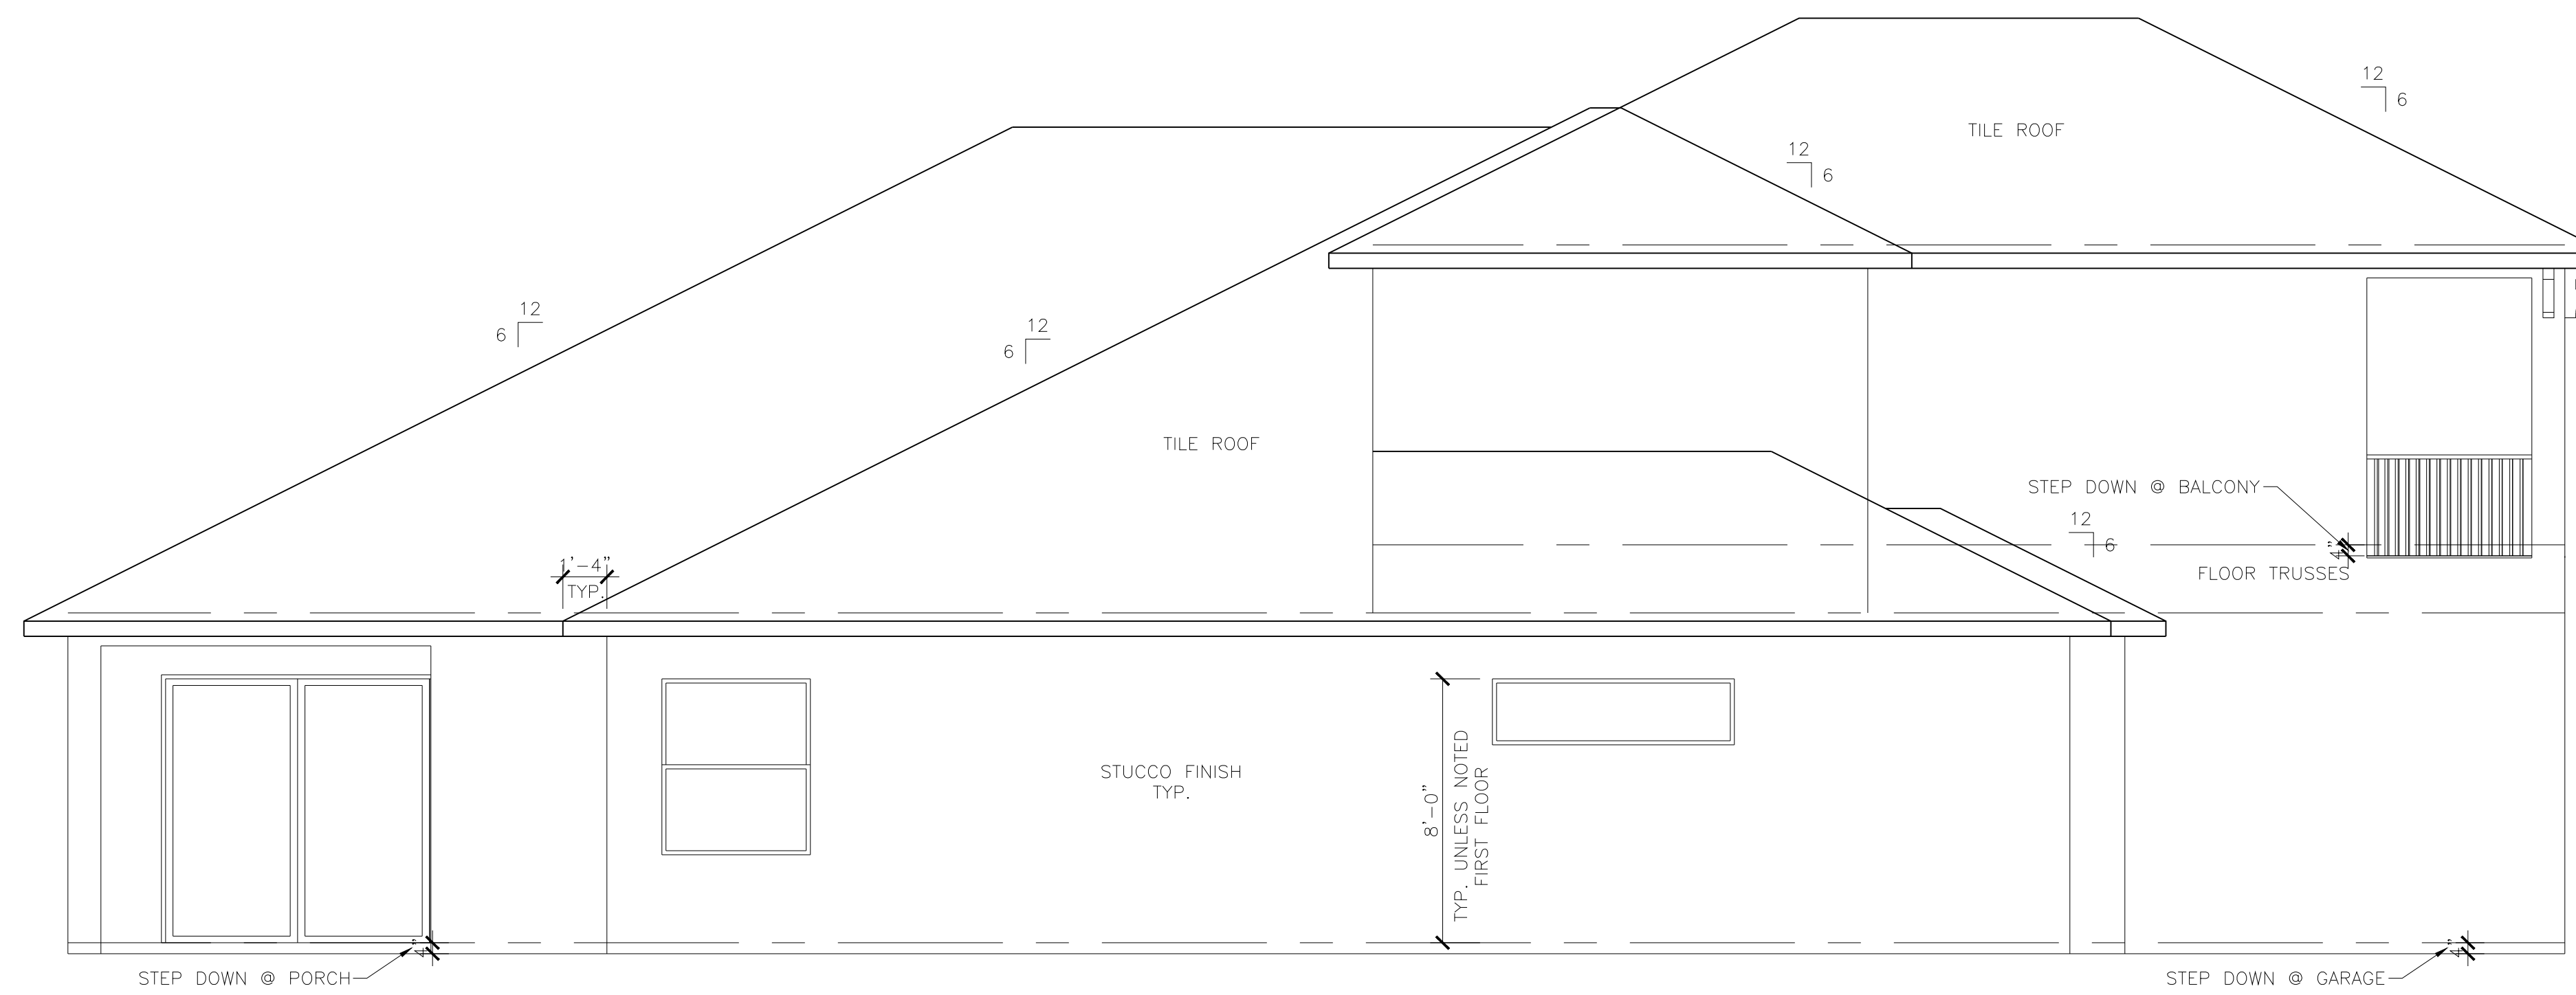 12
6
TILE ROOF
12
6
12
6
12
6
TILE ROOF
STEP DOWN @ BALCONY
12
6
4"
FLOOR TRUSSES
1'-4"
TYP.
STUCCO FINISH
TYP.
8'-0"
TYP. UNLESS NOTED
FIRST FLOOR
4"
STEP DOWN @ PORCH
4"
STEP DOWN @ GARAGE